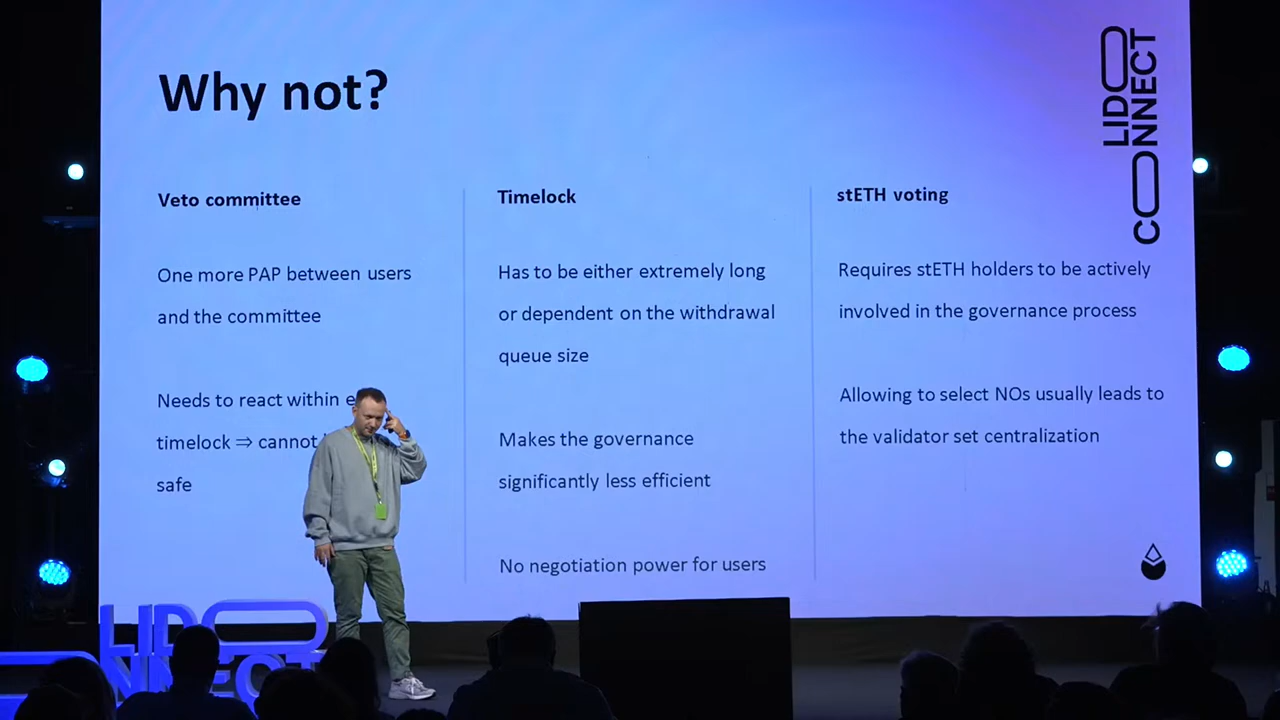 Why not?
LIDO
CONNECT
Veto committee
One more PAP between users
and the committee
Needs to react within
timelock ⇒ cannot
safe
Timelock
Has to be either extremely long
or dependent on the withdrawal
queue size
Makes the governance
significantly less efficient
No negotiation power for users
stETH voting
Requires stETH holders to be actively
involved in the governance process
Allowing to select NOs usually leads to
the validator set centralization
LIDO
CONNECT